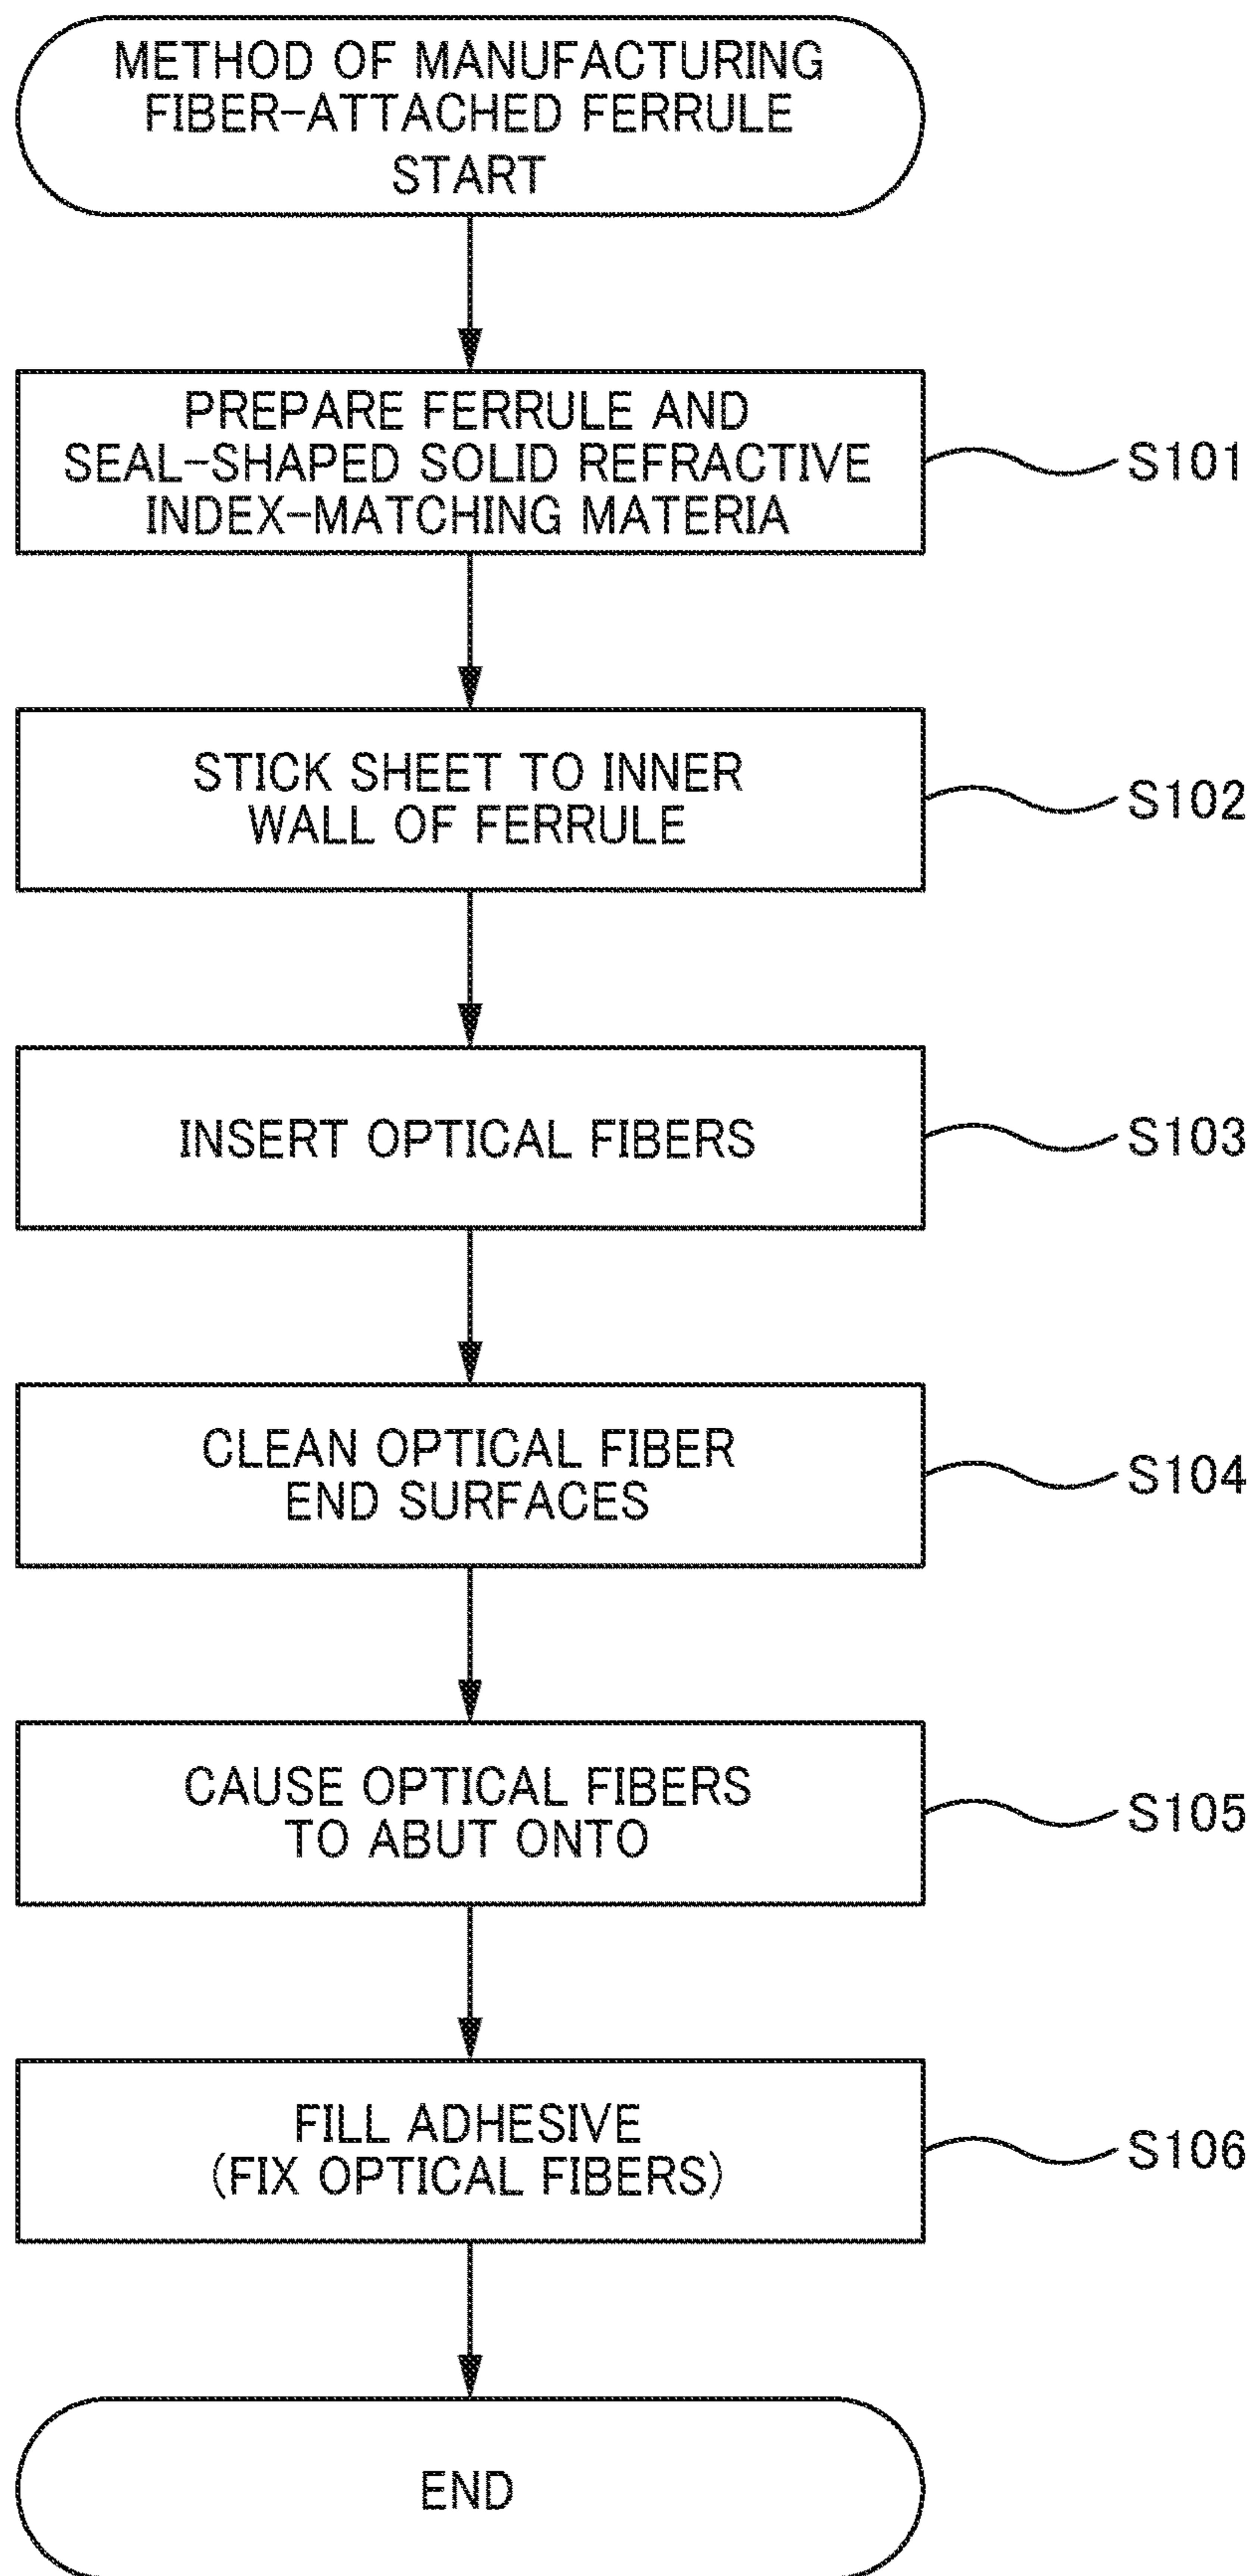 METHOD OF MANUFACTURING
FIBER-ATTACHED FERRULE
START
PREPARE FERRULE AND
SEAL-SHAPED SOLID REFRACTIVE
INDEX-MATCHING MATERIA
S101
STICK SHEET TO INNER
WALL OF FERRULE
S102
INSERT OPTICAL FIBERS
S103
CLEAN OPTICAL FIBER
END SURFACES
S104
CAUSE OPTICAL FIBERS
TO ABUT ONTO
S105
FILL ADHESIVE
(FIX OPTICAL FIBERS)
S106
END